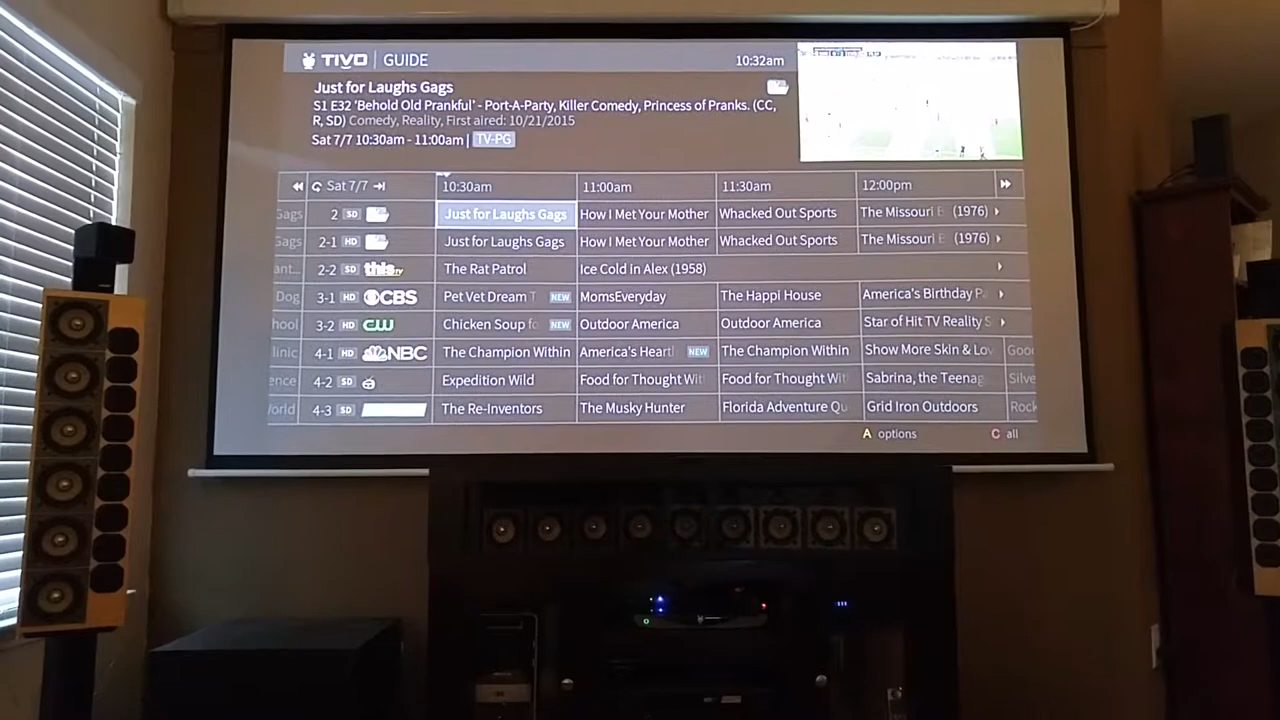 TIVO | GUIDE 10:32am
Just for Laughs Gags
S1 E32 'Behold Old Prankful' - Port-A-Party, Killer Comedy, Princess of Pranks. (CC,
R, SD) Comedy, Reality, First aired: 10/21/2015
Sat 7/7 10:30am - 11:00am | TV-PG
Sat 7/7 10:30am 11:00am 11:30am 12:00pm
Gags 2 SD Just for Laughs Gags How I Met Your Mother Whacked Out Sports The Missouri (1976)
Gags 2-1 HD Just for Laughs Gags How I Met Your Mother Whacked Out Sports The Missouri (1976)
ant... 2-2 SD this tv The Rat Patrol Ice Cold in Alex (1958)
Dog 3-1 HD CBS Pet Vet Dream NEW MomsEveryday The Happi House America's Birthday
hool 3-2 HD CW Chicken Soup fo NEW Outdoor America Outdoor America Star of Hit TV Reality S
linic 4-1 HD NBC The Champion Within America's Heartl NEW The Champion Within Show More Skin & Lov Good
ence 4-2 SD Expedition Wild Food for Thought Wit Food for Thought Wit Sabrina, the Teenag Silve
World 4-3 SD The Re-Inventors The Musky Hunter Florida Adventure Qu Grid Iron Outdoors Rock
A options C all